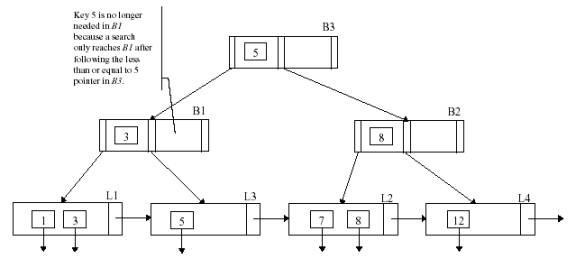 Key 5 is no longer
needed in B1
because a search
only reaches B1 after
following the less
than or equal to 5
pointer in B3.
B3
5
B1
3
B2
8
L1
1 3
L3
5
L2
7 8
L4
12